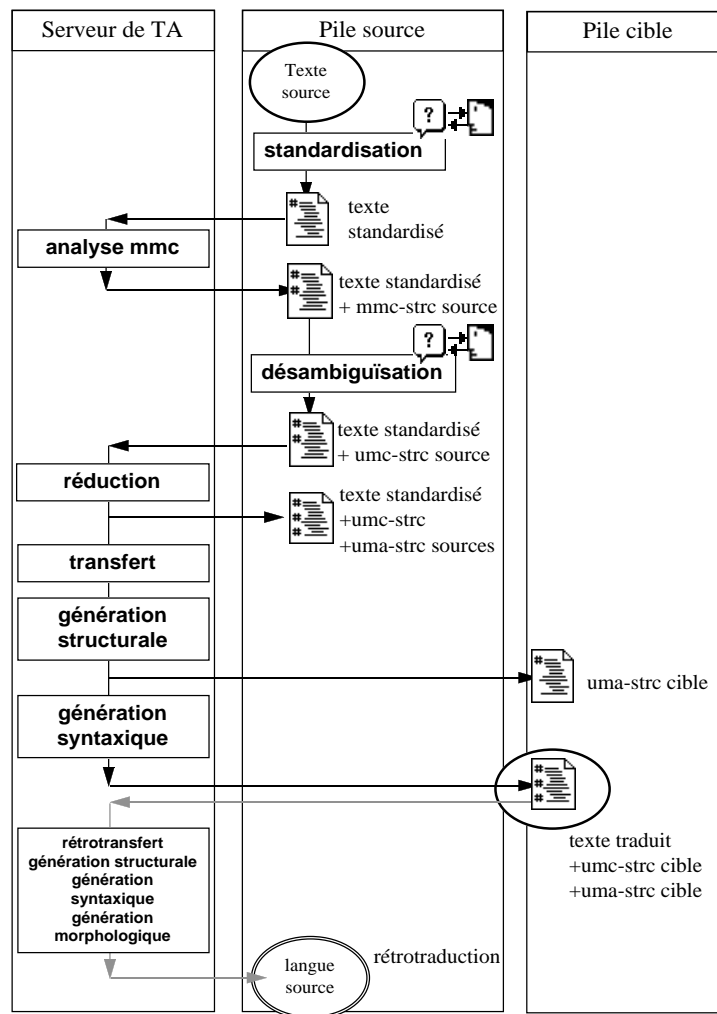 Serveur de TA
Pile source
Pile cible
Texte
source
?
standardisation
texte
standardisé
analyse mmc
texte standardisé
+ mmc-strc source
?
désambiguïsation
texte standardisé
+ umc-strc source
réduction
texte standardisé
+umc-strc
+uma-strc sources
transfert
génération
structurale
uma-strc cible
génération
syntaxique
texte traduit
+umc-strc cible
+uma-strc cible
rétrotransfert
génération structurale
génération
syntaxique
génération
morphologique
rétrotraduction
langue
source